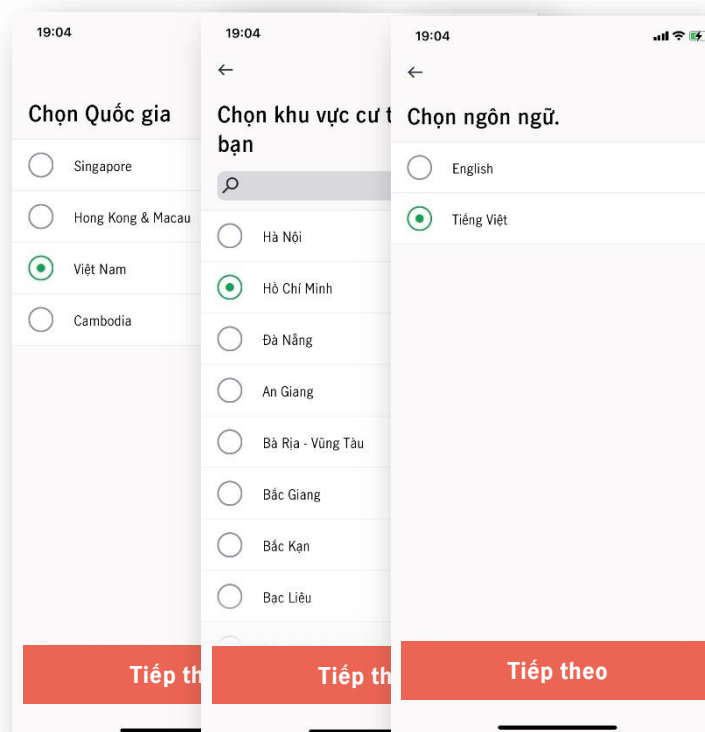 19:04
Chọn Quốc gia
Singapore
Hong Kong & Macau
Việt Nam
Cambodia
Tiếp th
19:04
Chọn khu vực cư t
bạn
Hà Nội
Hồ Chí Minh
Đà Nẵng
An Giang
Bà Rịa - Vũng Tàu
Bắc Giang
Bắc Kạn
Bạc Liêu
Tiếp th
19:04
Chọn ngôn ngữ.
English
Tiếng Việt
Tiếp theo